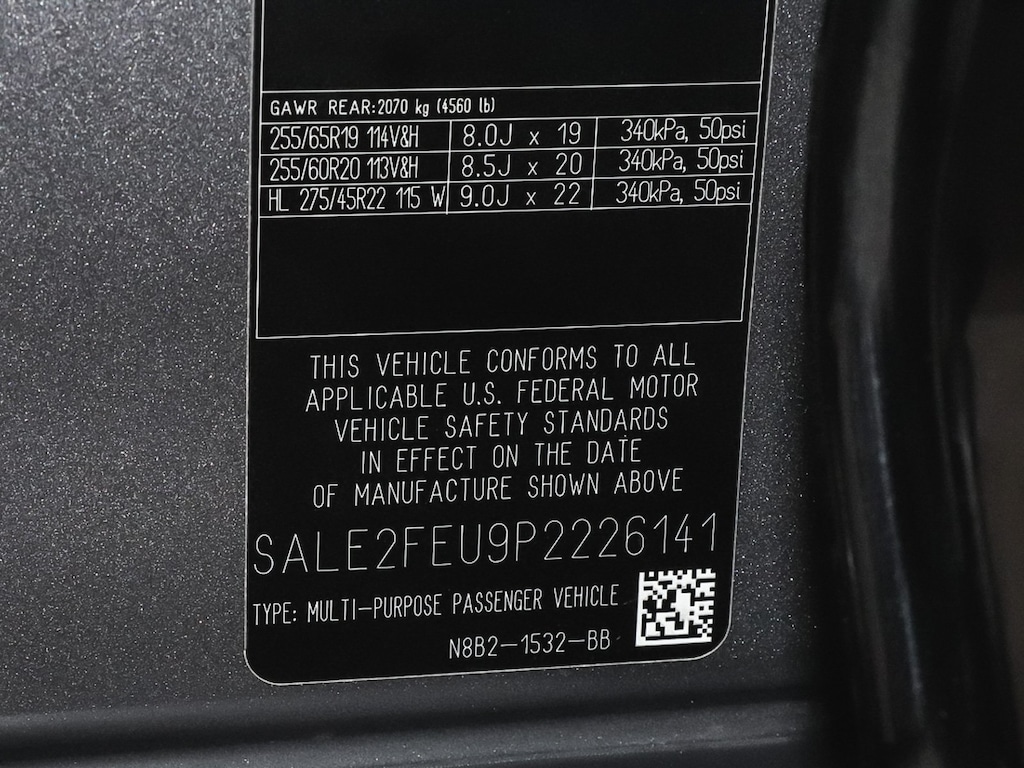 GAWR REAR:2070 kg (4560 lb)
255/65R19 114V&H 8.0J x 19 340kPa, 50psi
255/60R20 113V&H 8.5J x 20 340kPa, 50psi
HL 275/45R22 115 W 9.0J x 22 340kPa, 50psi
THIS VEHICLE CONFORMS TO ALL
APPLICABLE U.S. FEDERAL MOTOR
VEHICLE SAFETY STANDARDS
IN EFFECT ON THE DATE
OF MANUFACTURE SHOWN ABOVE
SALE2FEU9P2226141
TYPE: MULTI-PURPOSE PASSENGER VEHICLE
N8B2-1532-BB